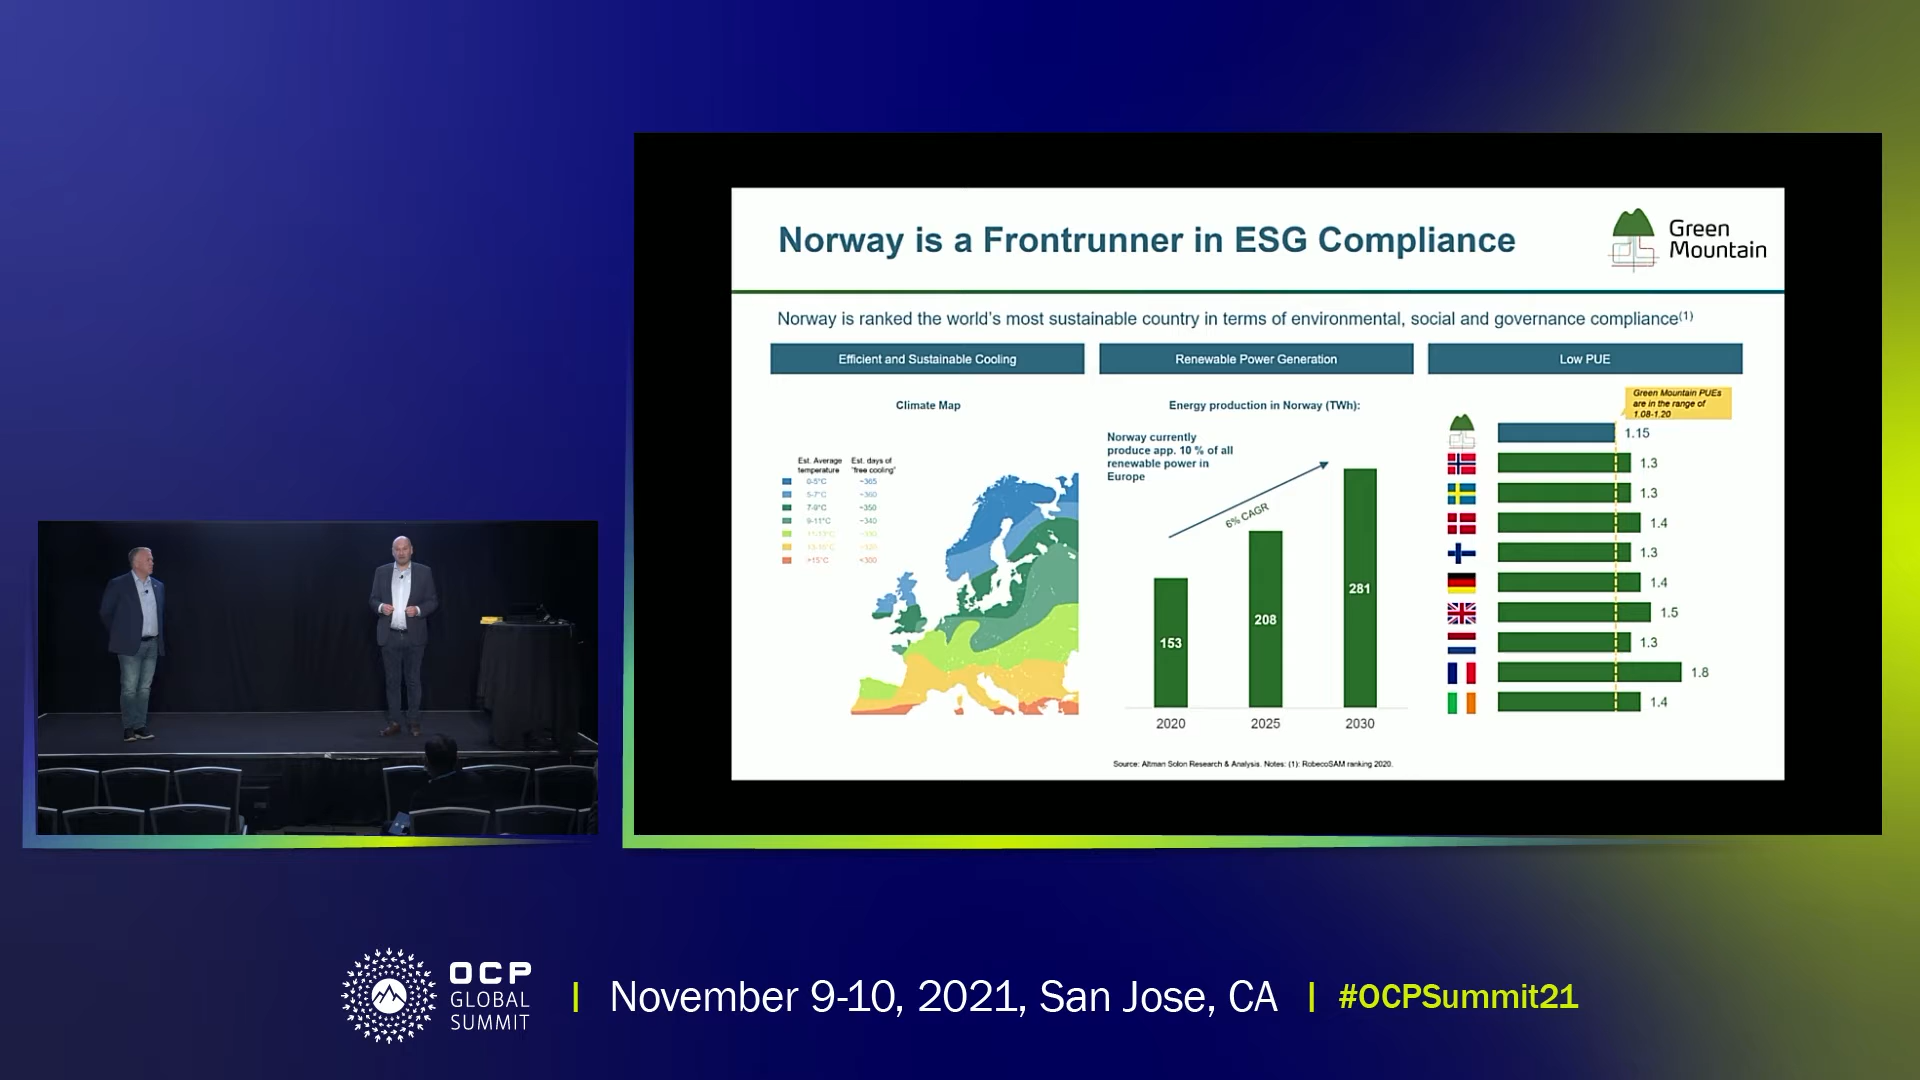 Norway is a Frontrunner in ESG Compliance
Green
Mountain
Norway is ranked the world's most sustainable country in terms of environmental, social and governance compliance(1)
Efficient and Sustainable Cooling
Renewable Power Generation
Low PUE
Climate Map
Est. Average
temperature
Est. days of
"free cooling"
0-5°C ~365
5-7°C ~360
7-9°C ~350
9-11°C ~340
11-13°C ~330
13-15°C ~320
>15°C <300
Energy production in Norway (TWh):
Norway currently
produce app. 10 % of all
renewable power in
Europe
6% CAGR
153
208
281
2020
2025
2030
Green Mountain PUEs
are in the range of
1.08-1.20
1.15
1.3
1.3
1.4
1.3
1.4
1.5
1.3
1.8
1.4
Source: Altman Solon Research & Analysis. Notes: (1): RobecoSAM ranking 2020.
OCP
GLOBAL
SUMMIT
November 9-10, 2021, San Jose, CA
#OCPSummit21